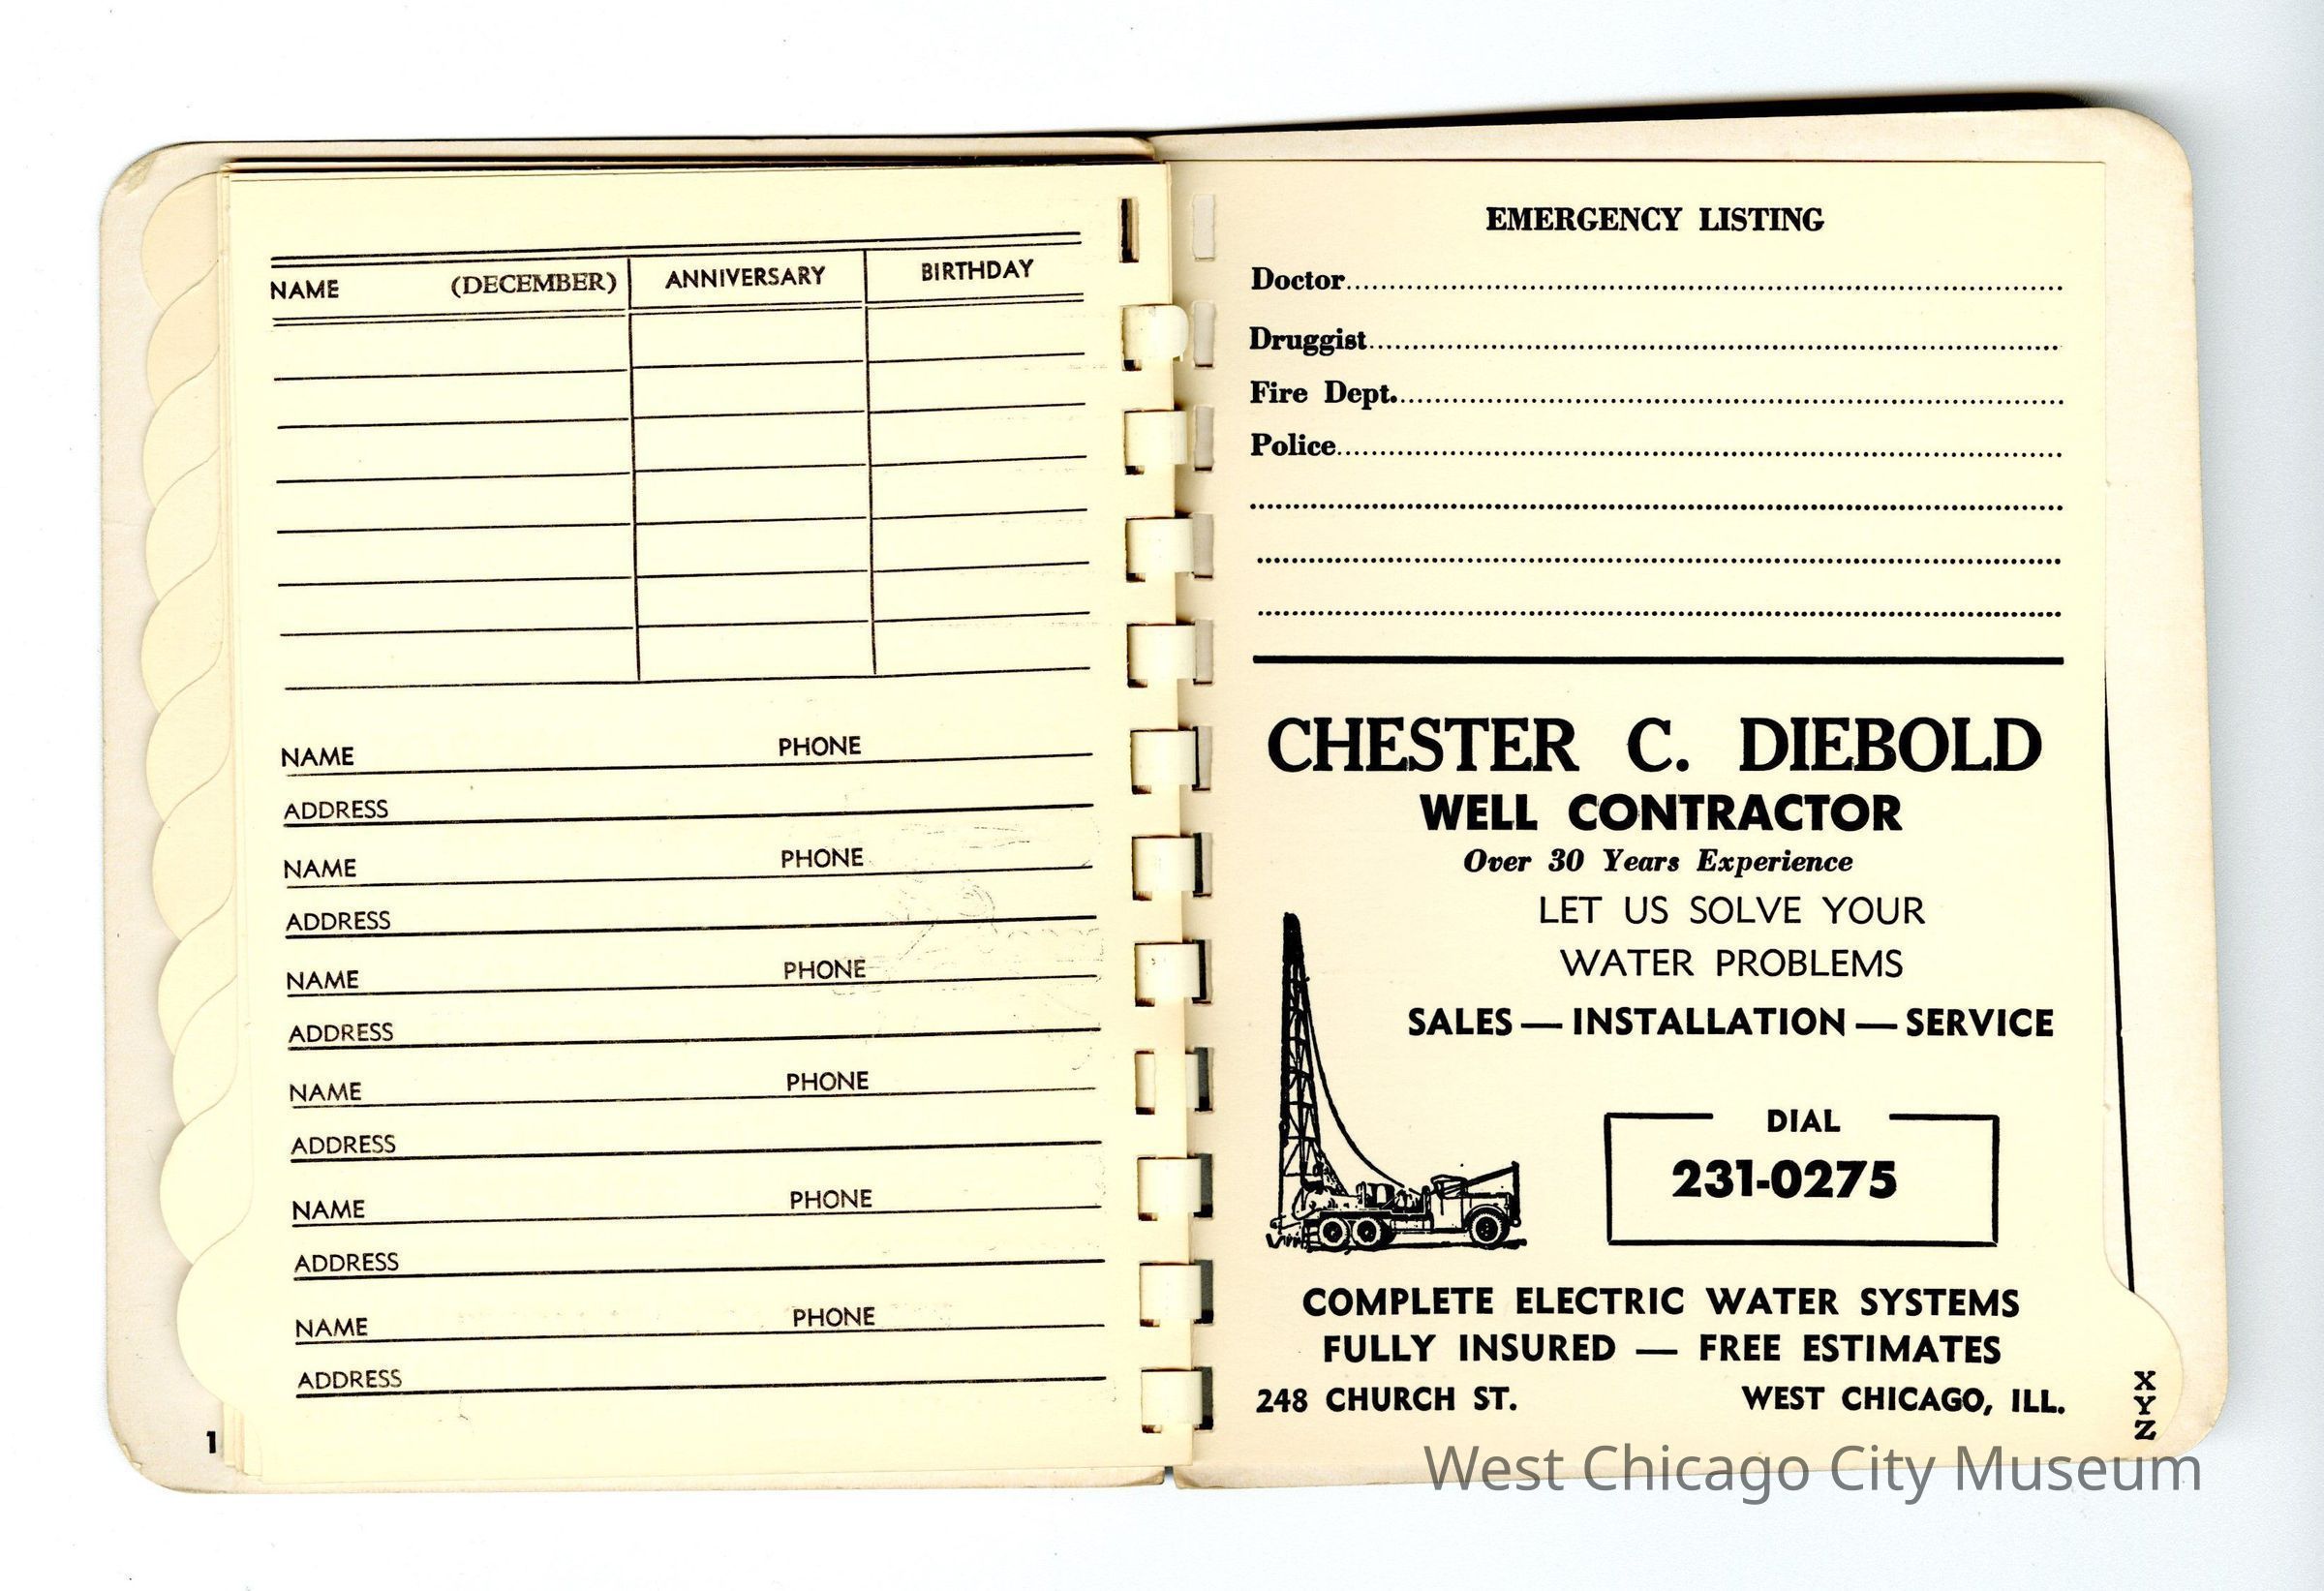 NAME (DECEMBER) ANNIVERSARY BIRTHDAY
NAME PHONE
ADDRESS
NAME PHONE
ADDRESS
NAME PHONE
ADDRESS
NAME PHONE
ADDRESS
NAME PHONE
ADDRESS
NAME PHONE
ADDRESS
1
EMERGENCY LISTING
Doctor
Druggist
Fire Dept.
Police
CHESTER C. DIEBOLD
WELL CONTRACTOR
Over 30 Years Experience
LET US SOLVE YOUR
WATER PROBLEMS
SALES — INSTALLATION — SERVICE
DIAL
231-0275
COMPLETE ELECTRIC WATER SYSTEMS
FULLY INSURED — FREE ESTIMATES
248 CHURCH ST. WEST CHICAGO, ILL.
X
Y
Z
West Chicago City Museum